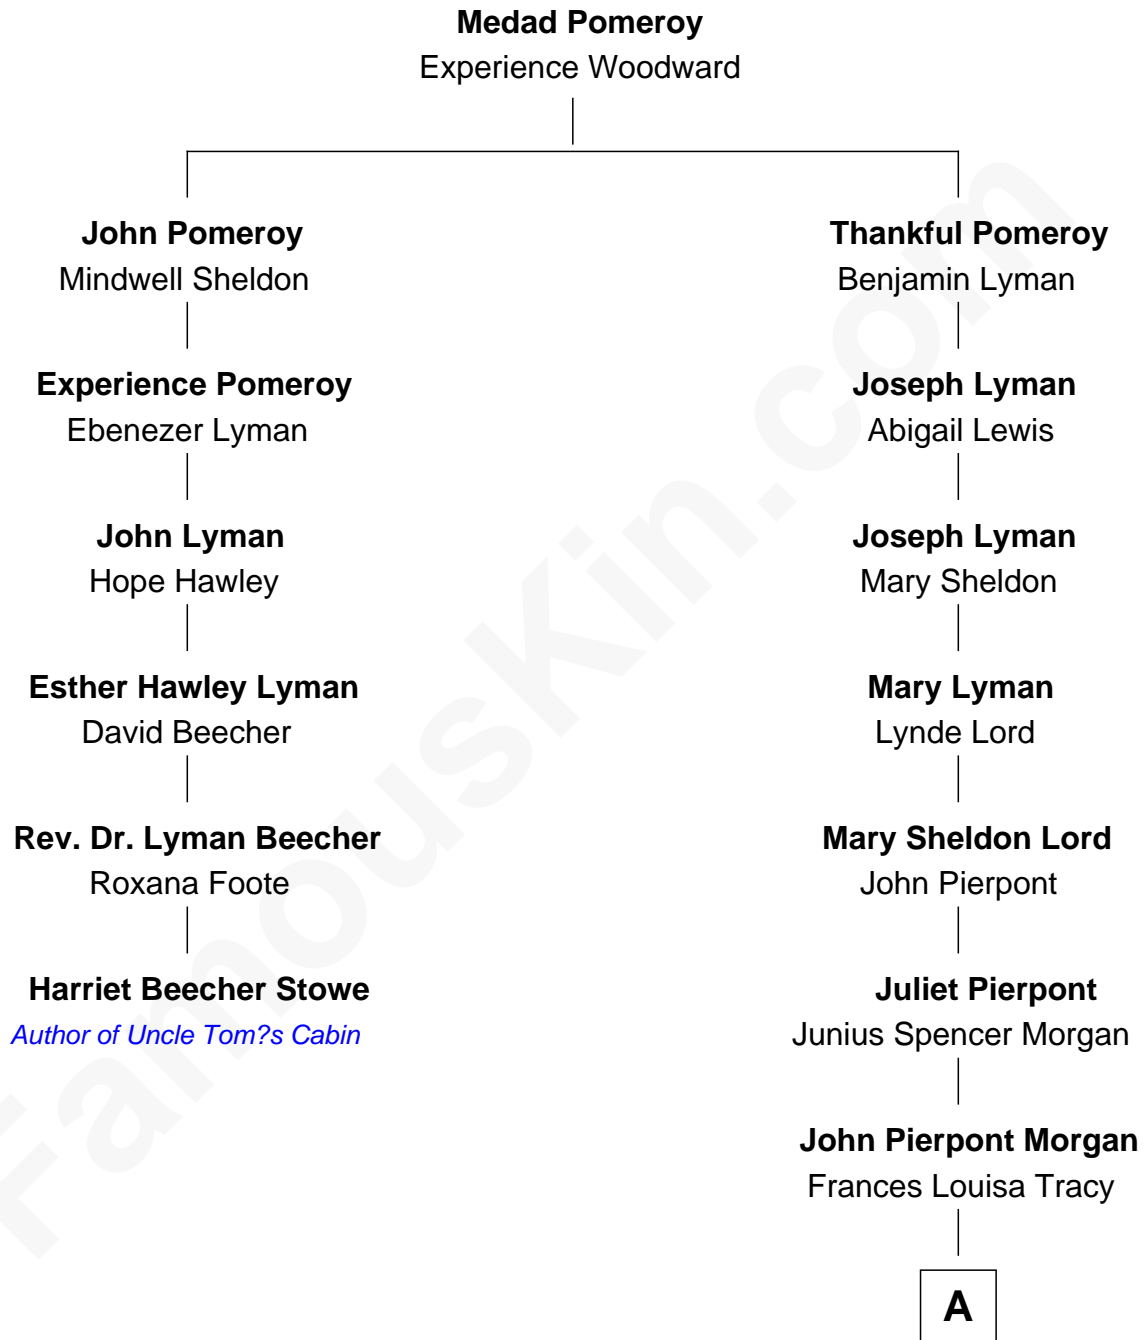 Medad Pomeroy
Experience Woodward
John Pomeroy
Mindwell Sheldon
Experience Pomeroy
Ebenezer Lyman
John Lyman
Hope Hawley
Esther Hawley Lyman
David Beecher
Rev. Dr. Lyman Beecher
Roxana Foote
Harriet Beecher Stowe
Author of Uncle Tom?s Cabin
Thankful Pomeroy
Benjamin Lyman
Joseph Lyman
Abigail Lewis
Joseph Lyman
Mary Sheldon
Mary Lyman
Lynde Lord
Mary Sheldon Lord
John Pierpont
Juliet Pierpont
Junius Spencer Morgan
John Pierpont Morgan
Frances Louisa Tracy
A
FamousKin.com